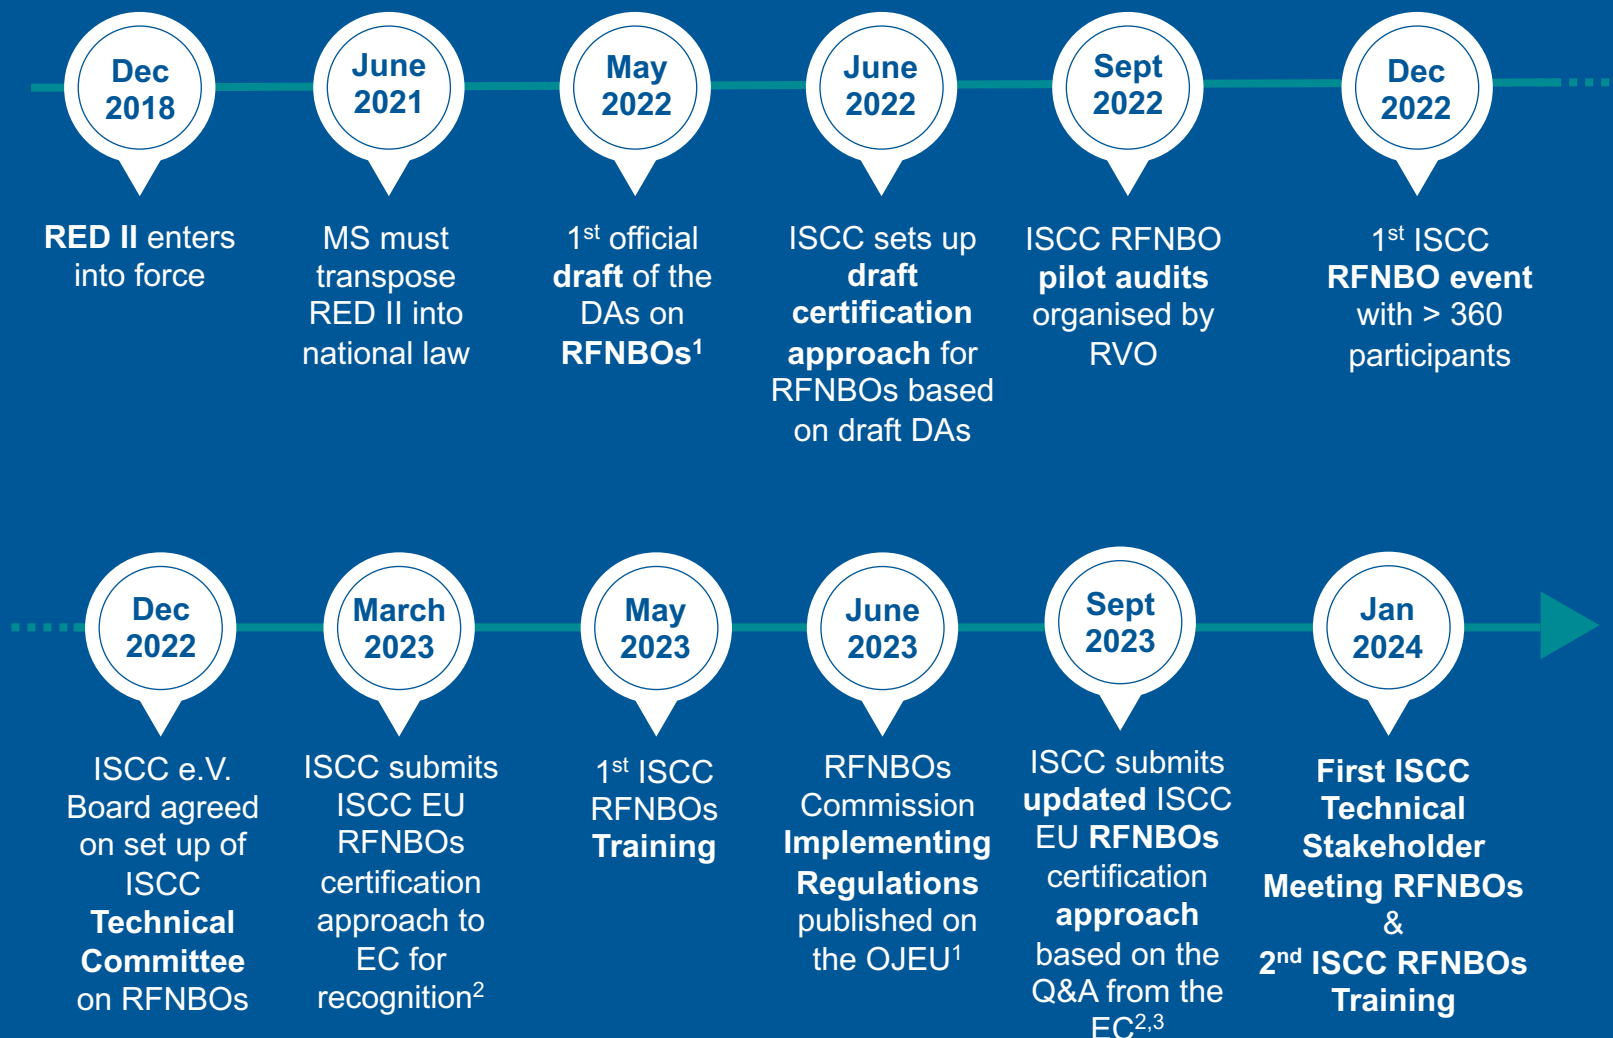 Dec
2018
June
2021
May
2022
June
2022
Sept
2022
Dec
2022
RED II enters
into force
MS must
transpose
RED II into
national law
1st official
draft of the
DAs on
RFNBOs1
ISCC sets up
draft
certification
approach for
RFNBOs based
on draft DAs
ISCC RFNBO
pilot audits
organised by
RVO
1st ISCC
RFNBO event
with > 360
participants
Dec
2022
March
2023
May
2023
June
2023
Sept
2023
Jan
2024
ISCC e.V.
Board agreed
on set up of
ISCC
Technical
Committee
on RFNBOs
ISCC submits
ISCC EU
RFNBOs
certification
approach to
EC for
recognition2
1st ISCC
RFNBOs
Training
RFNBOs
Commission
Implementing
Regulations
published on
the OJEU1
ISCC submits
updated ISCC
EU RFNBOs
certification
approach
based on the
Q&A from the
EC2,3
First ISCC
Technical
Stakeholder
Meeting RFNBOs
&
2nd ISCC RFNBOs
Training